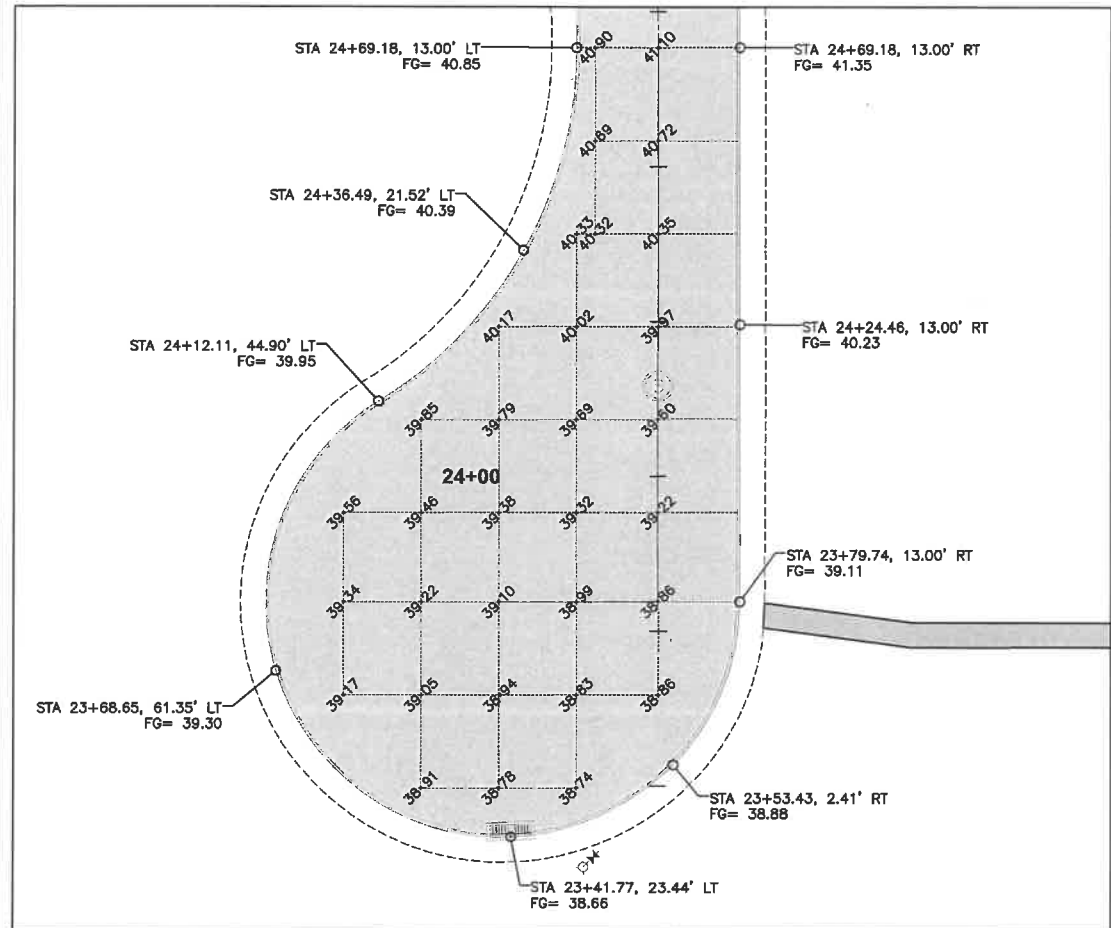 STA 24+69.18, 13.00' LT
FG= 40.85
40.90
41.10
STA 24+69.18, 13.00' RT
FG= 41.35
40.89
40.72
STA 24+36.49, 21.52' LT
FG= 40.39
40.33
40.32
40.35
STA 24+12.11, 44.90' LT
FG= 39.95
40.17
40.02
39.97
STA 24+24.46, 13.00' RT
FG= 40.23
39.85
39.79
39.69
39.60
24+00
39.56
39.46
39.38
39.32
39.22
STA 23+79.74, 13.00' RT
FG= 39.11
39.34
39.22
39.10
38.99
38.86
STA 23+68.65, 61.35' LT
FG= 39.30
39.17
39.05
38.94
38.83
38.86
38.91
38.78
38.74
STA 23+53.43, 2.41' RT
FG= 38.88
STA 23+41.77, 23.44' LT
FG= 38.66